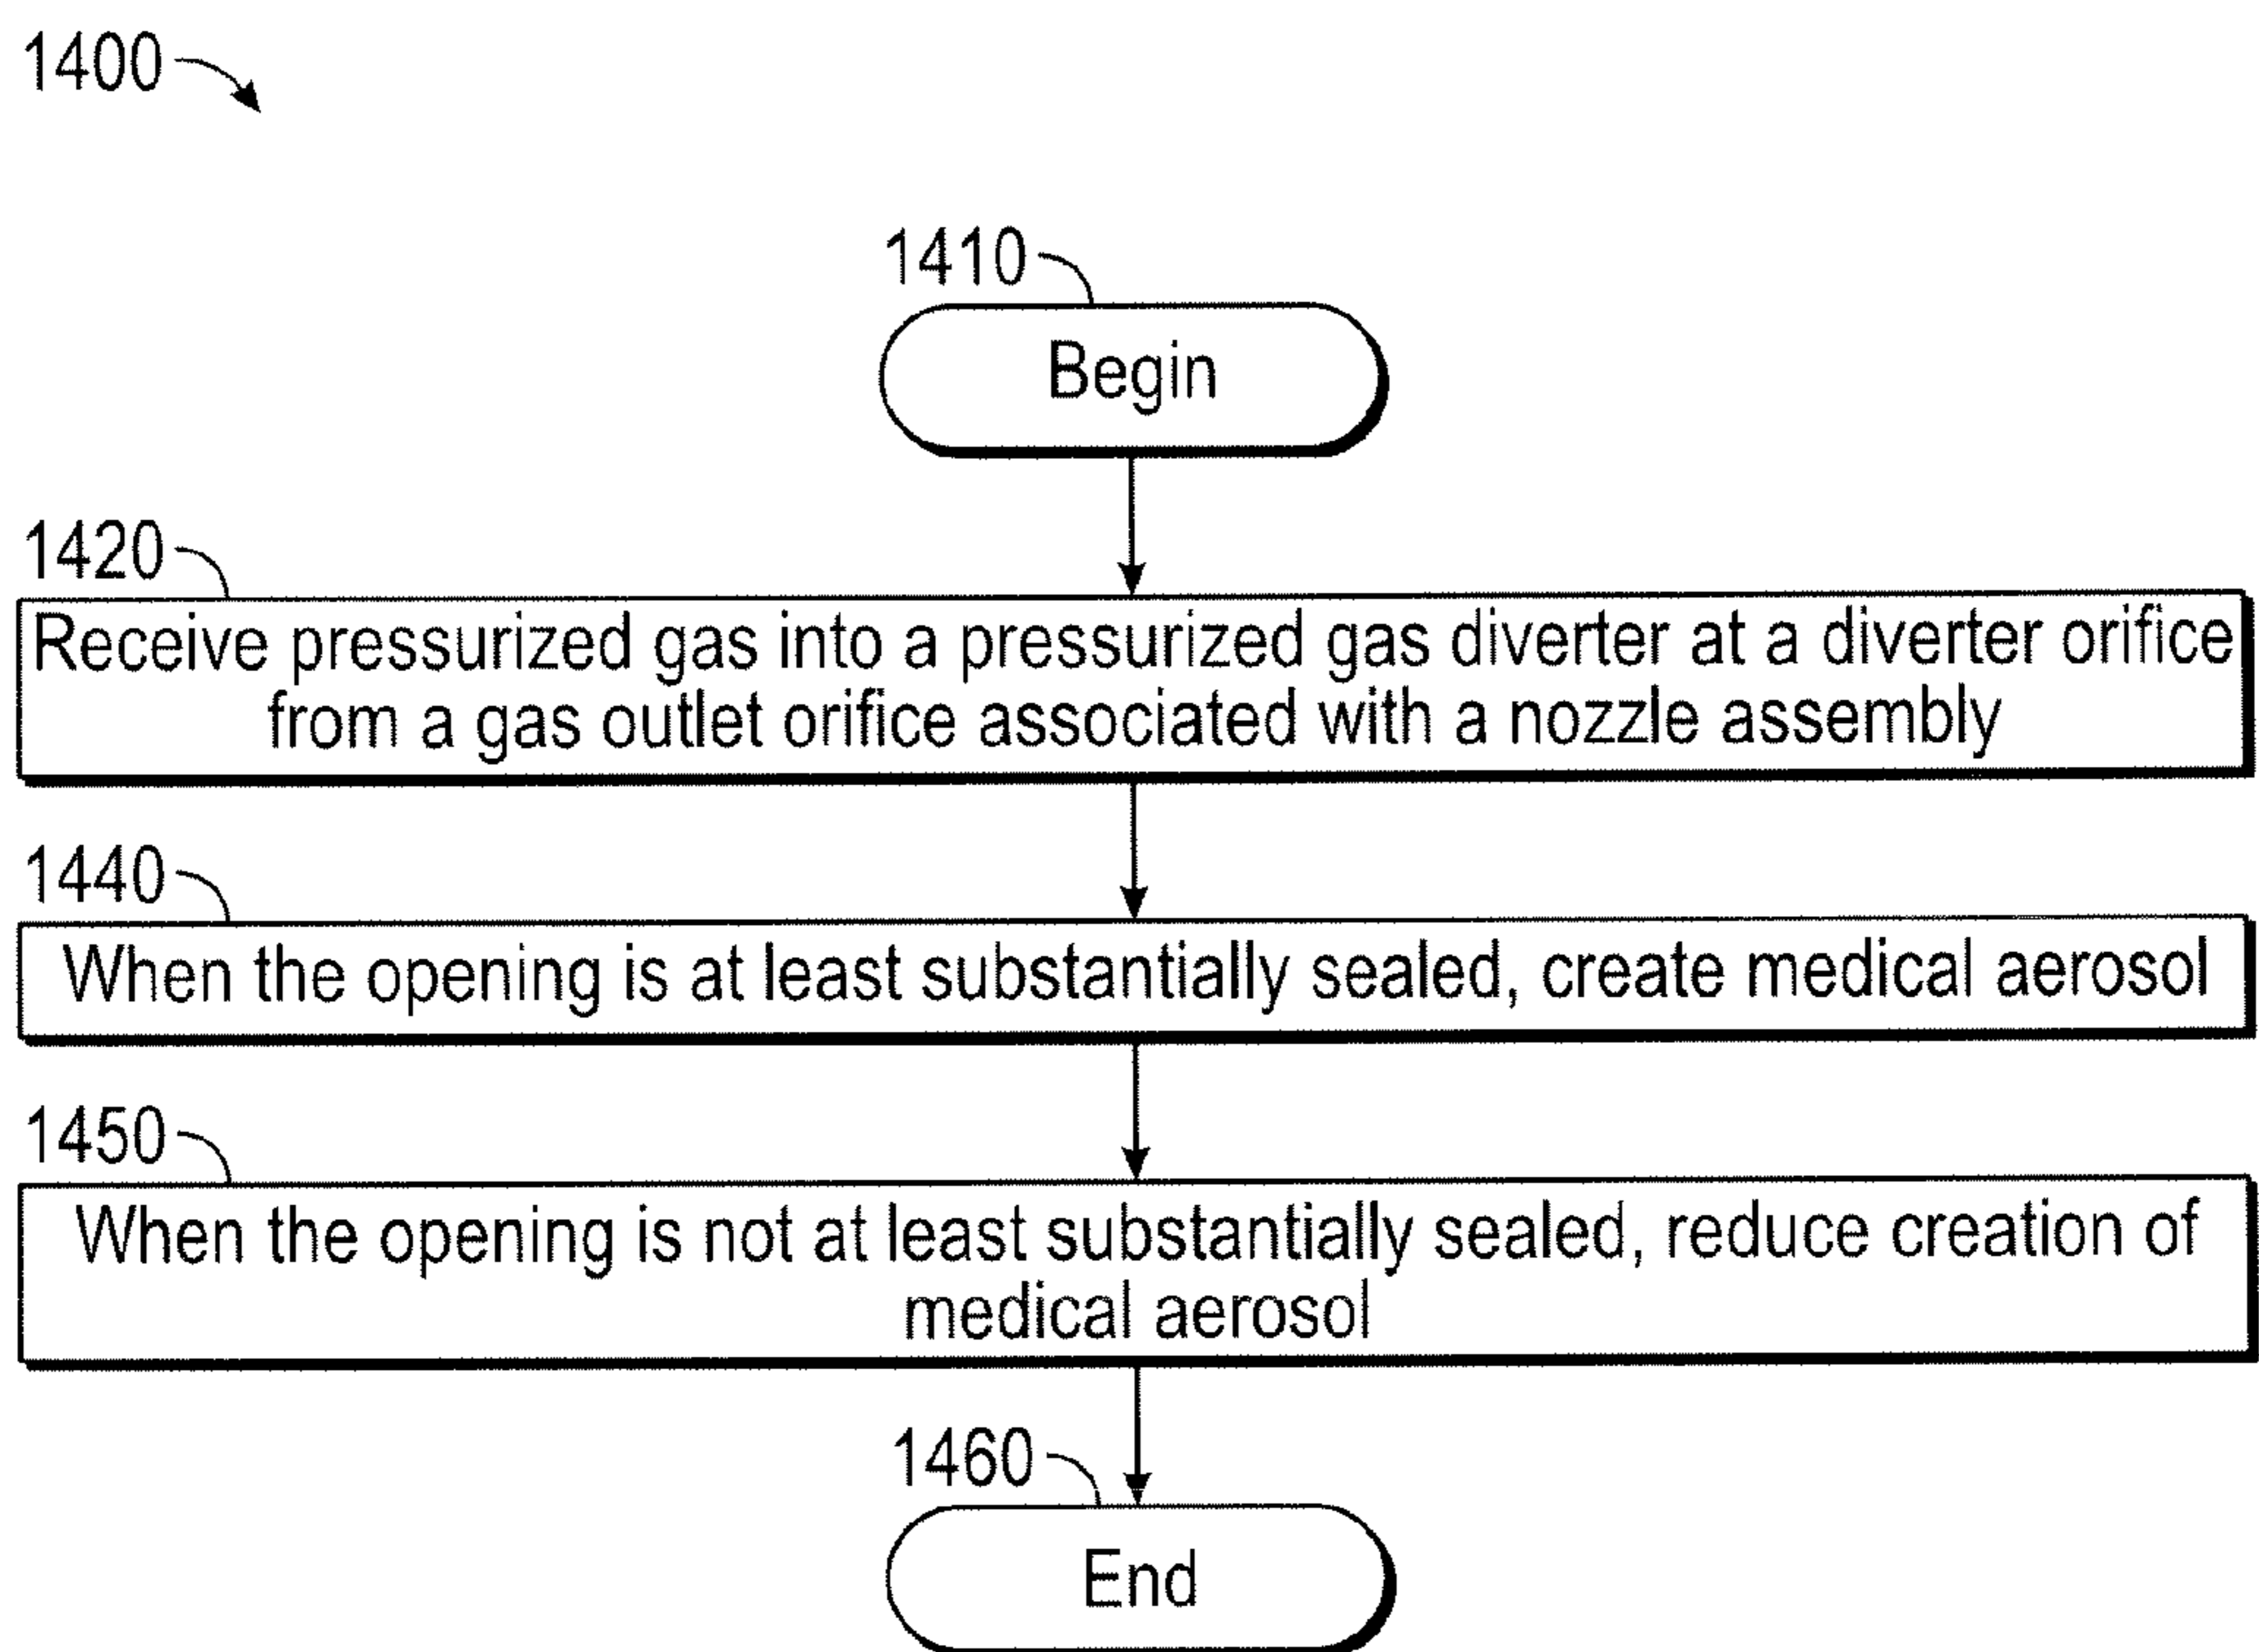 1400
1410
Begin
1420
Receive pressurized gas into a pressurized gas diverter at a diverter orifice
from a gas outlet orifice associated with a nozzle assembly
1440
When the opening is at least substantially sealed, create medical aerosol
1450
When the opening is not at least substantially sealed, reduce creation of
medical aerosol
1460
End